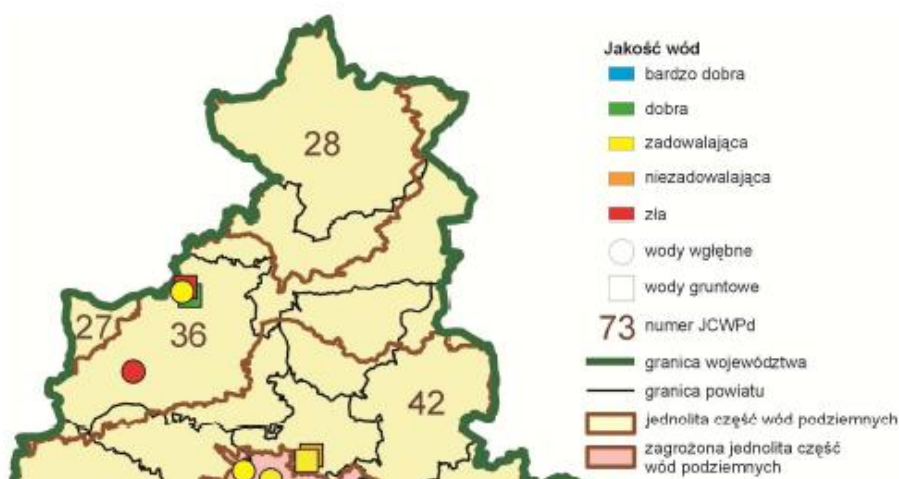 Jakość wód
bardzo dobra
dobra
zadowalająca
niezadowalająca
zła
wody wgłębne
wody gruntowe
73 numer JCWPd
granica województwa
granica powiatu
jednolita część wód podziemnych
zagrożona jednolita część
wód podziemnych
28
27
36
42